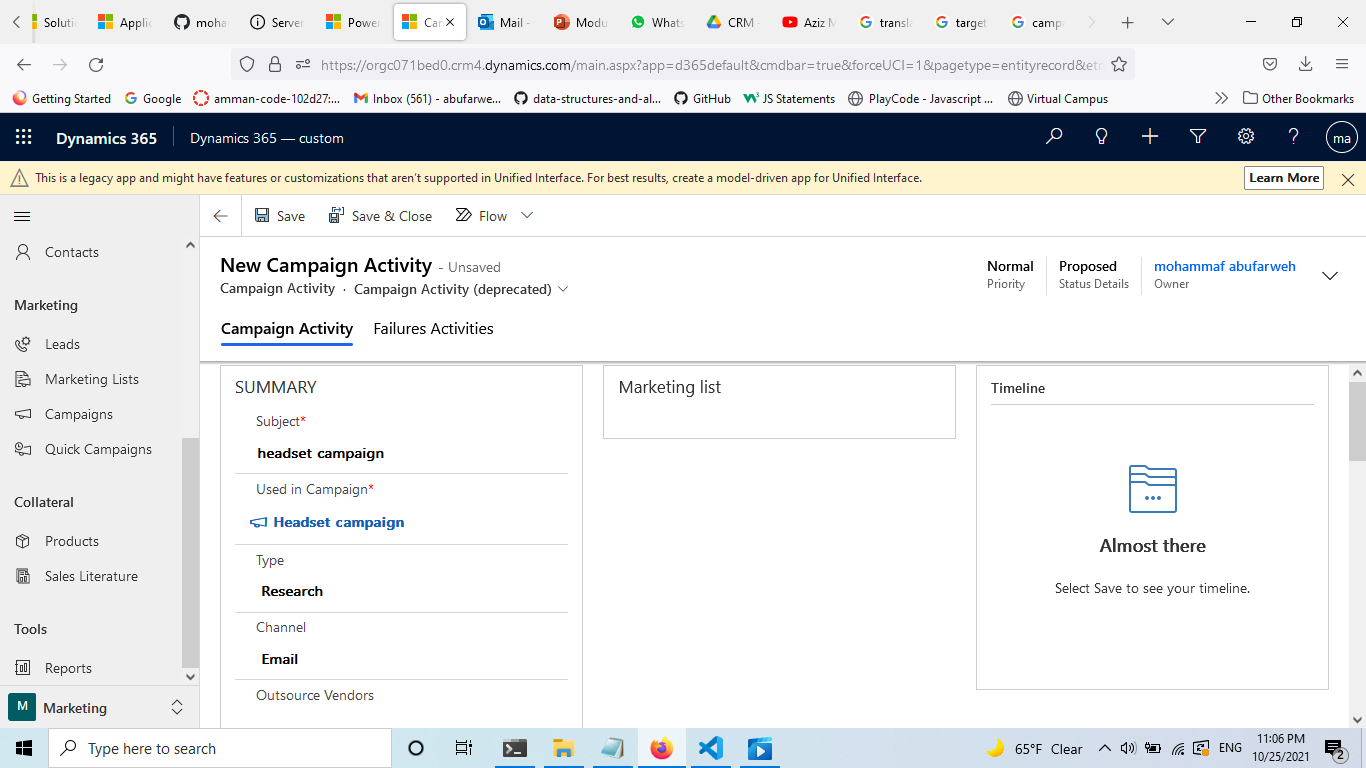 Soluti Applic moha Server Power Car Mail - Modu Whats CRM - Aziz M transla target camp
https://orgc071bed0.crm4.dynamics.com/main.aspx?app=d365default&cmdbar=true&forceUCI=1&pagetype=entityrecord&etn
Getting Started Google amman-code-102d27:... Inbox (561) - abufarwe... data-structures-and-al... GitHub JS Statements PlayCode - Javascript ... Virtual Campus Other Bookmarks
Dynamics 365 Dynamics 365 — custom ma
This is a legacy app and might have features or customizations that aren't supported in Unified Interface. For best results, create a model-driven app for Unified Interface. Learn More
Save Save & Close Flow
Contacts
Marketing
Leads
Marketing Lists
Campaigns
Quick Campaigns
Collateral
Products
Sales Literature
Tools
Reports
M Marketing
New Campaign Activity - Unsaved
Campaign Activity · Campaign Activity (deprecated)
Normal
Priority
Proposed
Status Details
mohammaf abufarweh
Owner
Campaign Activity Failures Activities
SUMMARY
Subject*
headset campaign
Used in Campaign*
Headset campaign
Type
Research
Channel
Email
Outsource Vendors
Marketing list
Timeline
Almost there
Select Save to see your timeline.
Type here to search
65°F Clear ENG
11:06 PM
10/25/2021
2